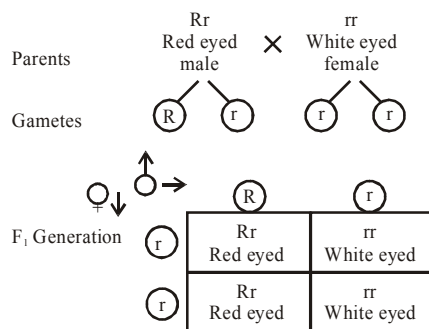 Rr rr
Red eyed × White eyed
Parents male female
Gametes R r r r
R r
F₁ Generation r Rr rr
Red eyed White eyed
r Rr rr
Red eyed White eyed